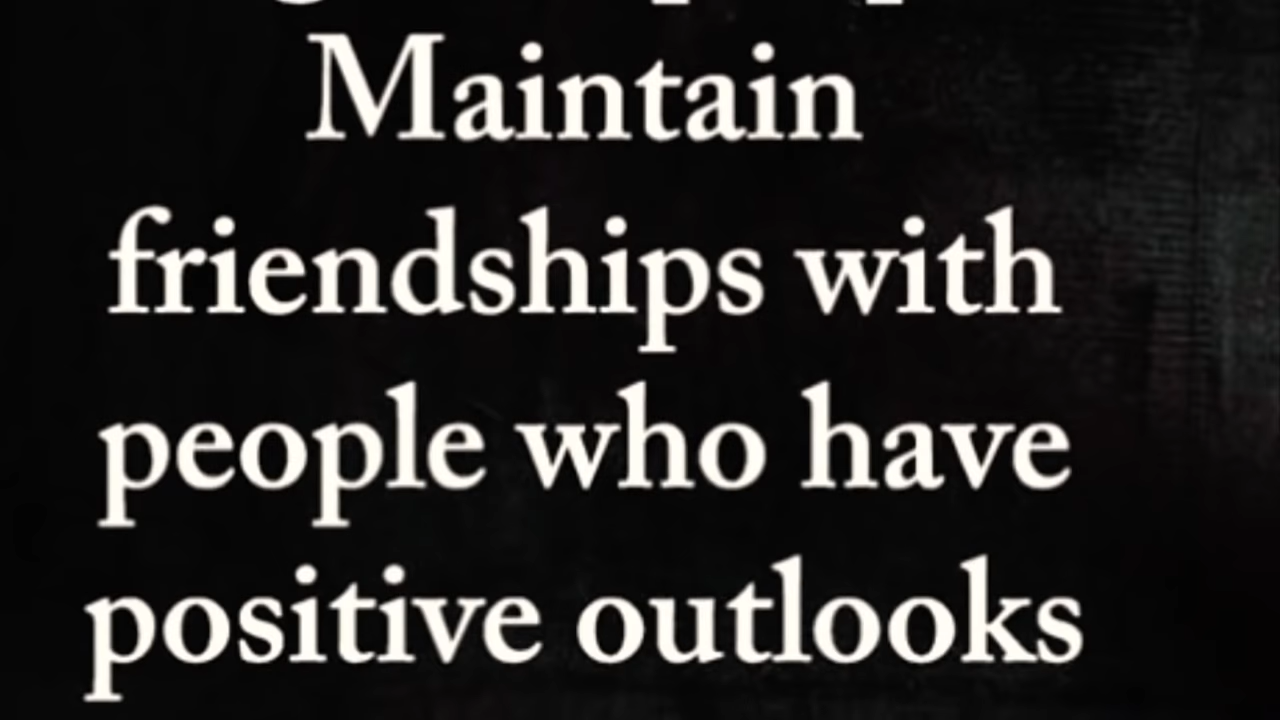 Maintain
friendships with
people who have
positive outlooks